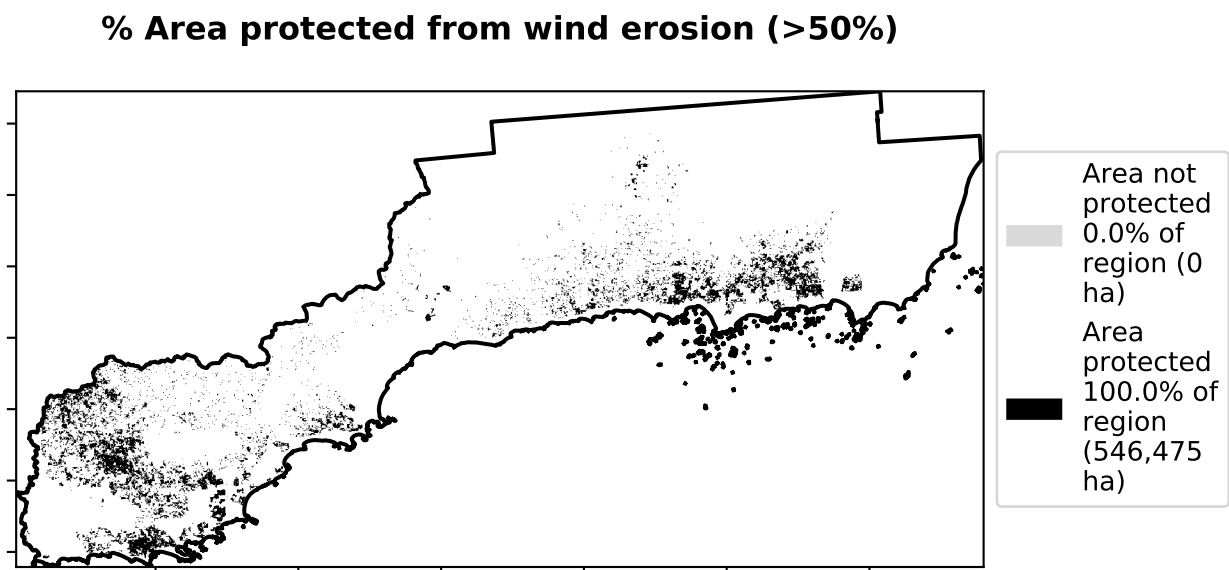 % Area protected from wind erosion (>50%)
Area not
protected
0.0% of
region (0
ha)
Area
protected
100.0% of
region
(546,475
ha)